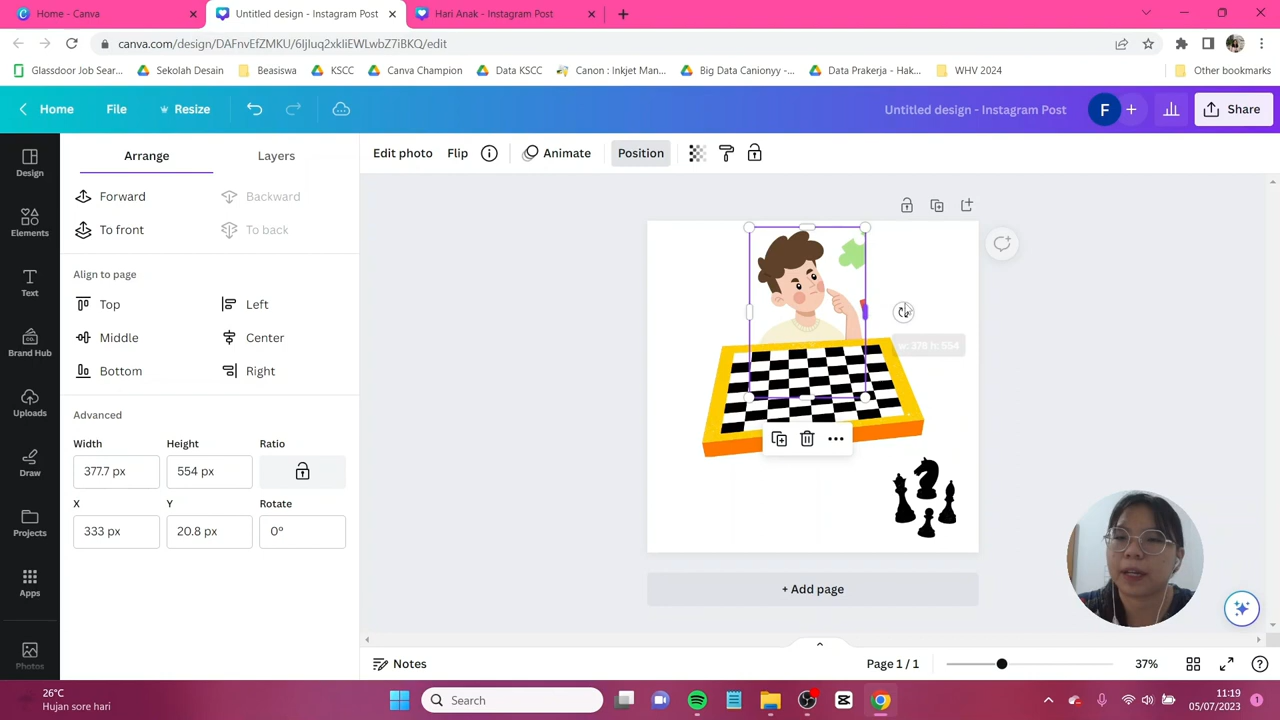 Home - Canva
Untitled design - Instagram Post
Hari Anak - Instagram Post
canva.com/design/DAFnvEfZMKU/6IjIuq2xkIiEWLwbZ7iBKQ/edit
Glassdoor Job Sear...
Sekolah Desain
Beasiswa
KSCC
Canva Champion
Data KSCC
Canon : Inkjet Man...
Big Data Canionyy -...
Data Prakerja - Hak...
WHV 2024
Other bookmarks
Home
File
Resize
Untitled design - Instagram Post
F
Share
Design
Elements
Text
Brand Hub
Uploads
Draw
Projects
Apps
Photos
Arrange
Layers
Forward
Backward
To front
To back
Align to page
Top
Left
Middle
Center
Bottom
Right
Advanced
Width
Height
Ratio
377.7 px
554 px
X
Y
Rotate
333 px
20.8 px
0°
Edit photo
Flip
Animate
Position
w: 378 h: 554
+ Add page
Notes
Page 1 / 1
37%
26°C
Hujan sore hari
Search
11:19
05/07/2023
1